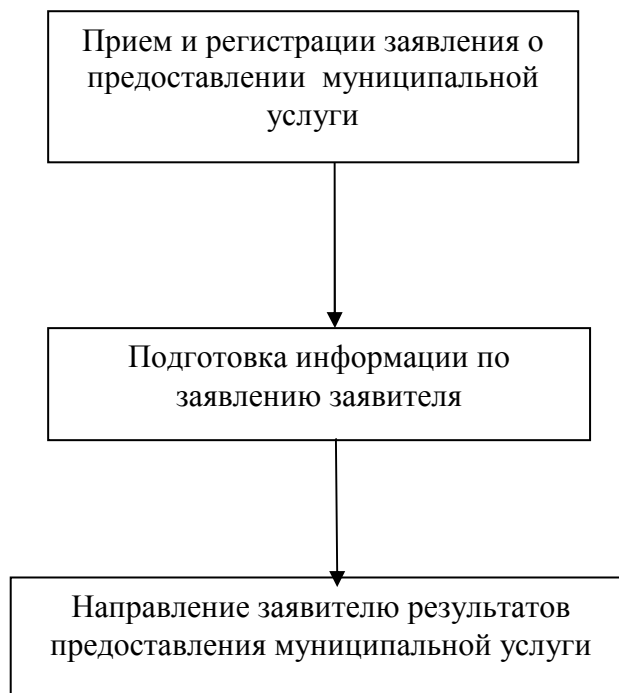 Прием и регистрации заявления о
предоставлении муниципальной
услуги
Подготовка информации по
заявлению заявителя
Направление заявителю результатов
предоставления муниципальной услуги